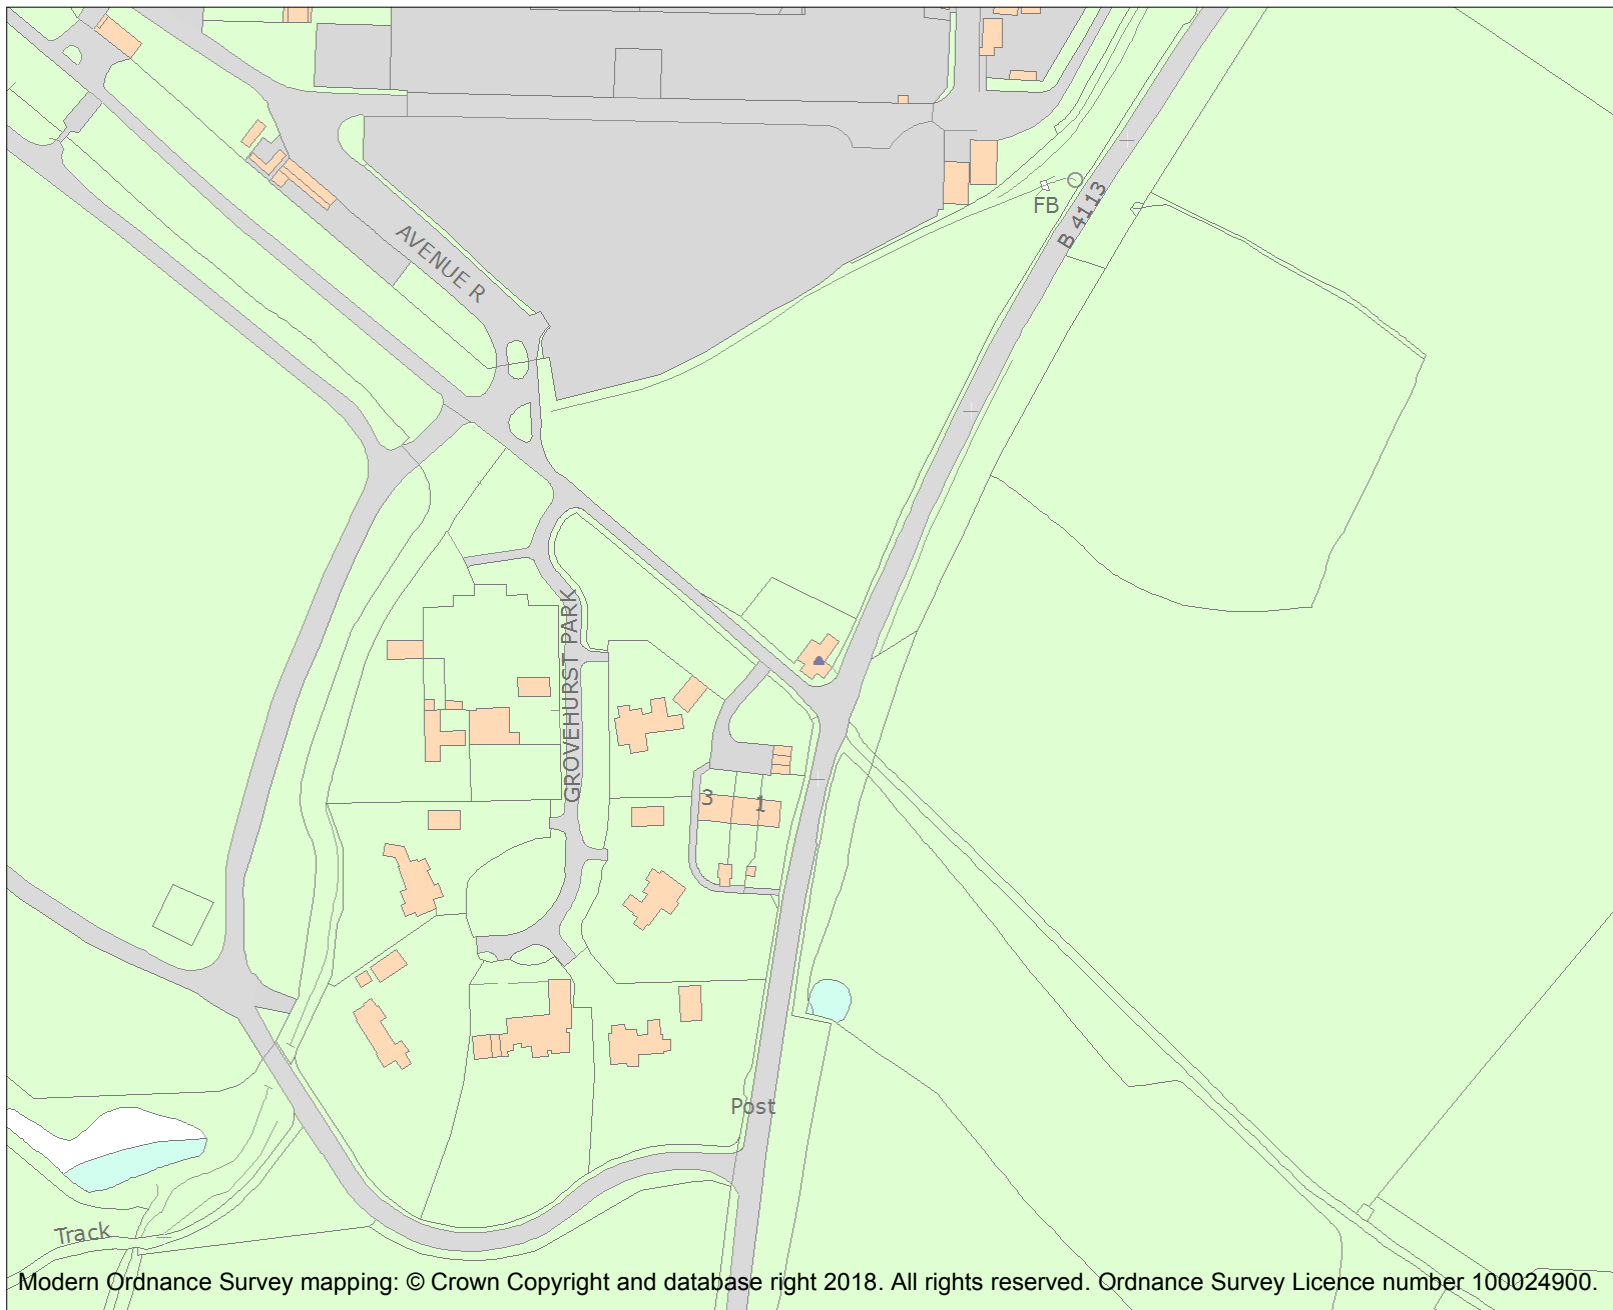 AVENUE R
FB
B 4113
GROVEHURST PARK
3
1
Post
Track
Modern Ordnance Survey mapping: © Crown Copyright and database right 2018. All rights reserved. Ordnance Survey Licence number 100024900.